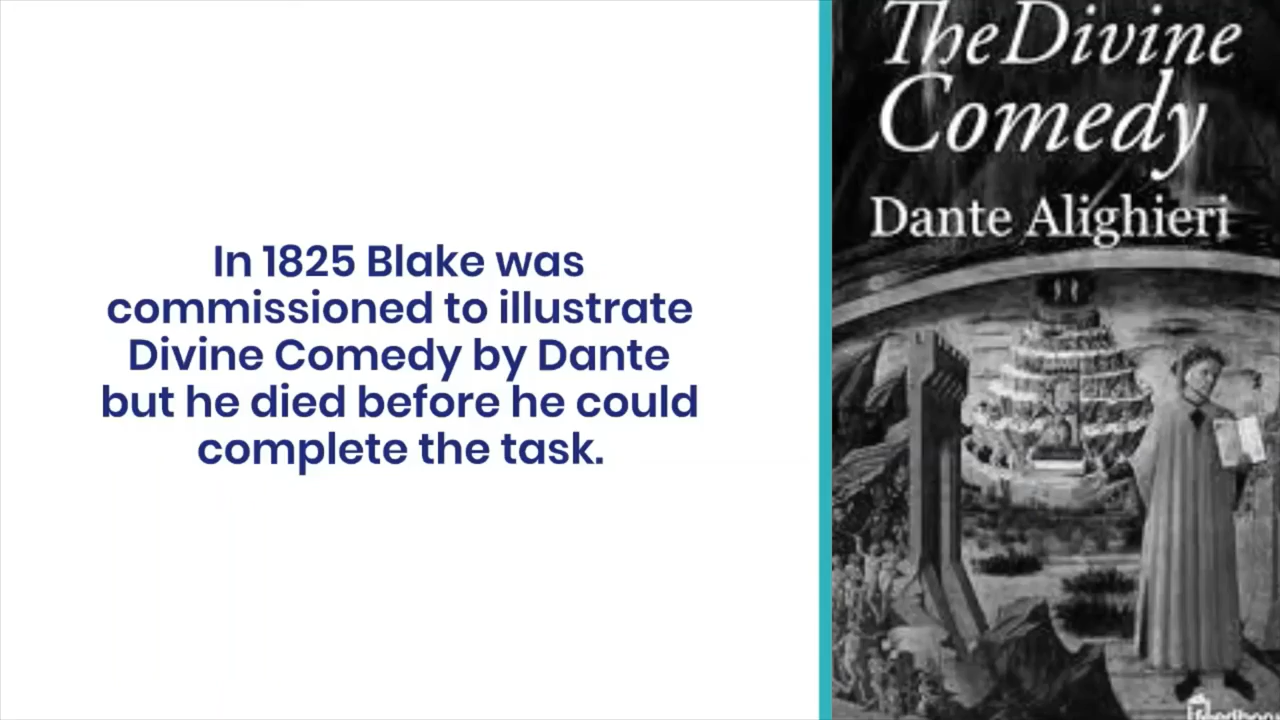 In 1825 Blake was
commissioned to illustrate
Divine Comedy by Dante
but he died before he could
complete the task.
The Divine
Comedy
Dante Alighieri